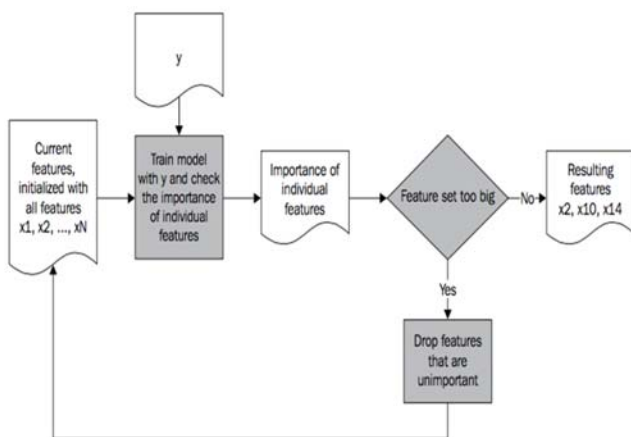 y
Current
features,
initialized with
all features
x1, x2, ..., xN
Train model
with y and check
the importance
of individual
features
Importance of
individual
features
Feature set too big
No
Resulting
features
x2, x10, x14
Yes
Drop features
that are
unimportant